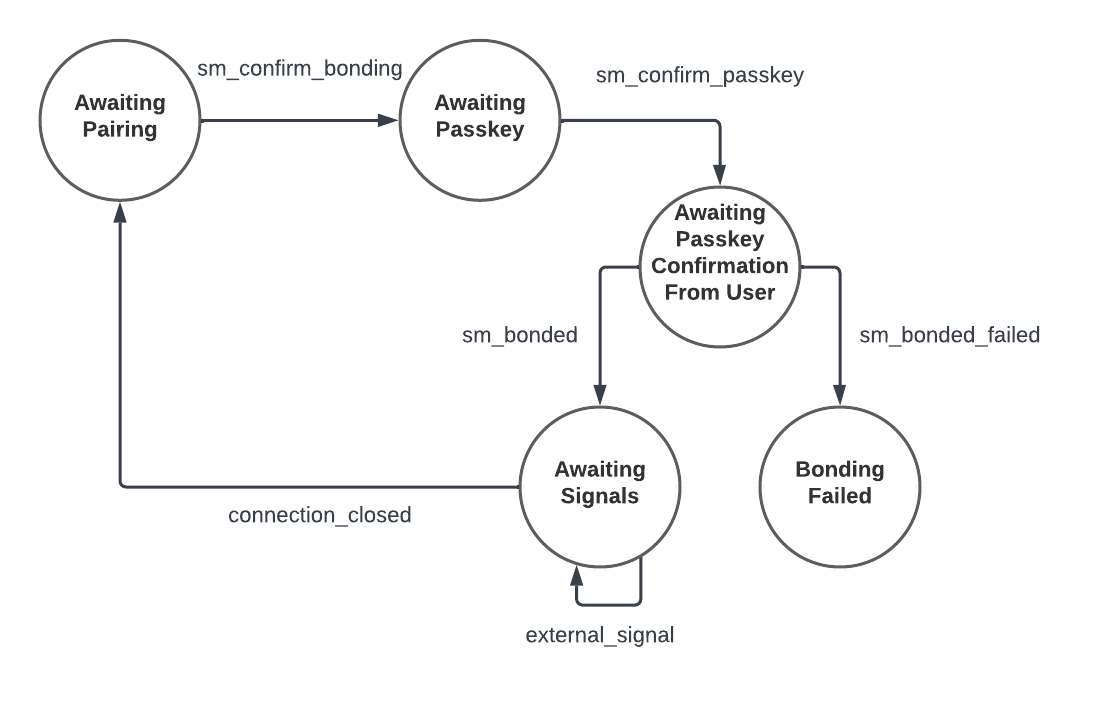 sm_confirm_bonding
sm_confirm_passkey
Awaiting
Pairing
Awaiting
Passkey
Awaiting
Passkey
Confirmation
From User
sm_bonded
sm_bonded_failed
Awaiting
Signals
Bonding
Failed
connection_closed
external_signal